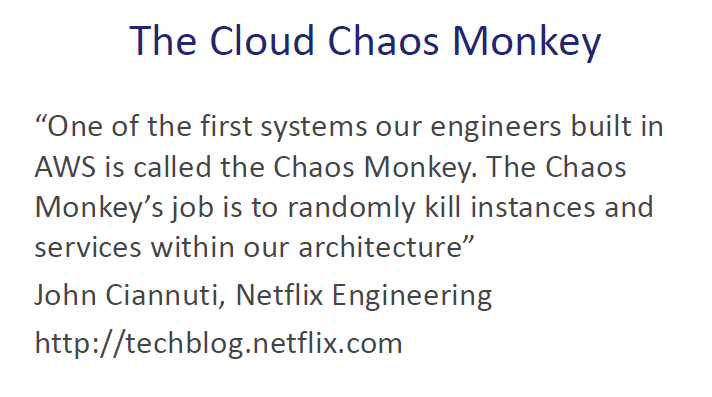 The Cloud Chaos Monkey
“One of the first systems our engineers built in
AWS is called the Chaos Monkey. The Chaos
Monkey’s job is to randomly kill instances and
services within our architecture”
John Ciannuti, Netflix Engineering
http://techblog.netflix.com